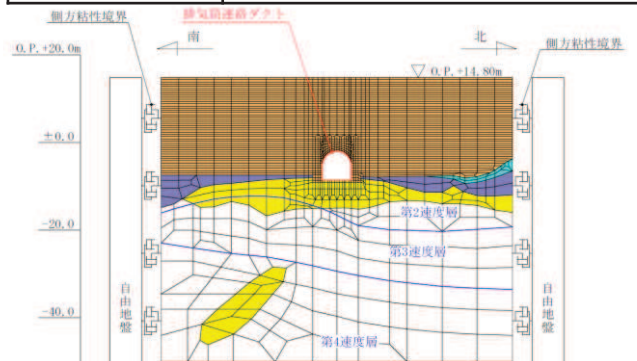 側方粘性境界
排気筒連絡ダクト
南
北
側方粘性境界
O.P.+20.0m
▽ O.P.+14.80m
±0.0
-20.0
-40.0
第2速度層
第3速度層
第4速度層
自由地盤
自由地盤